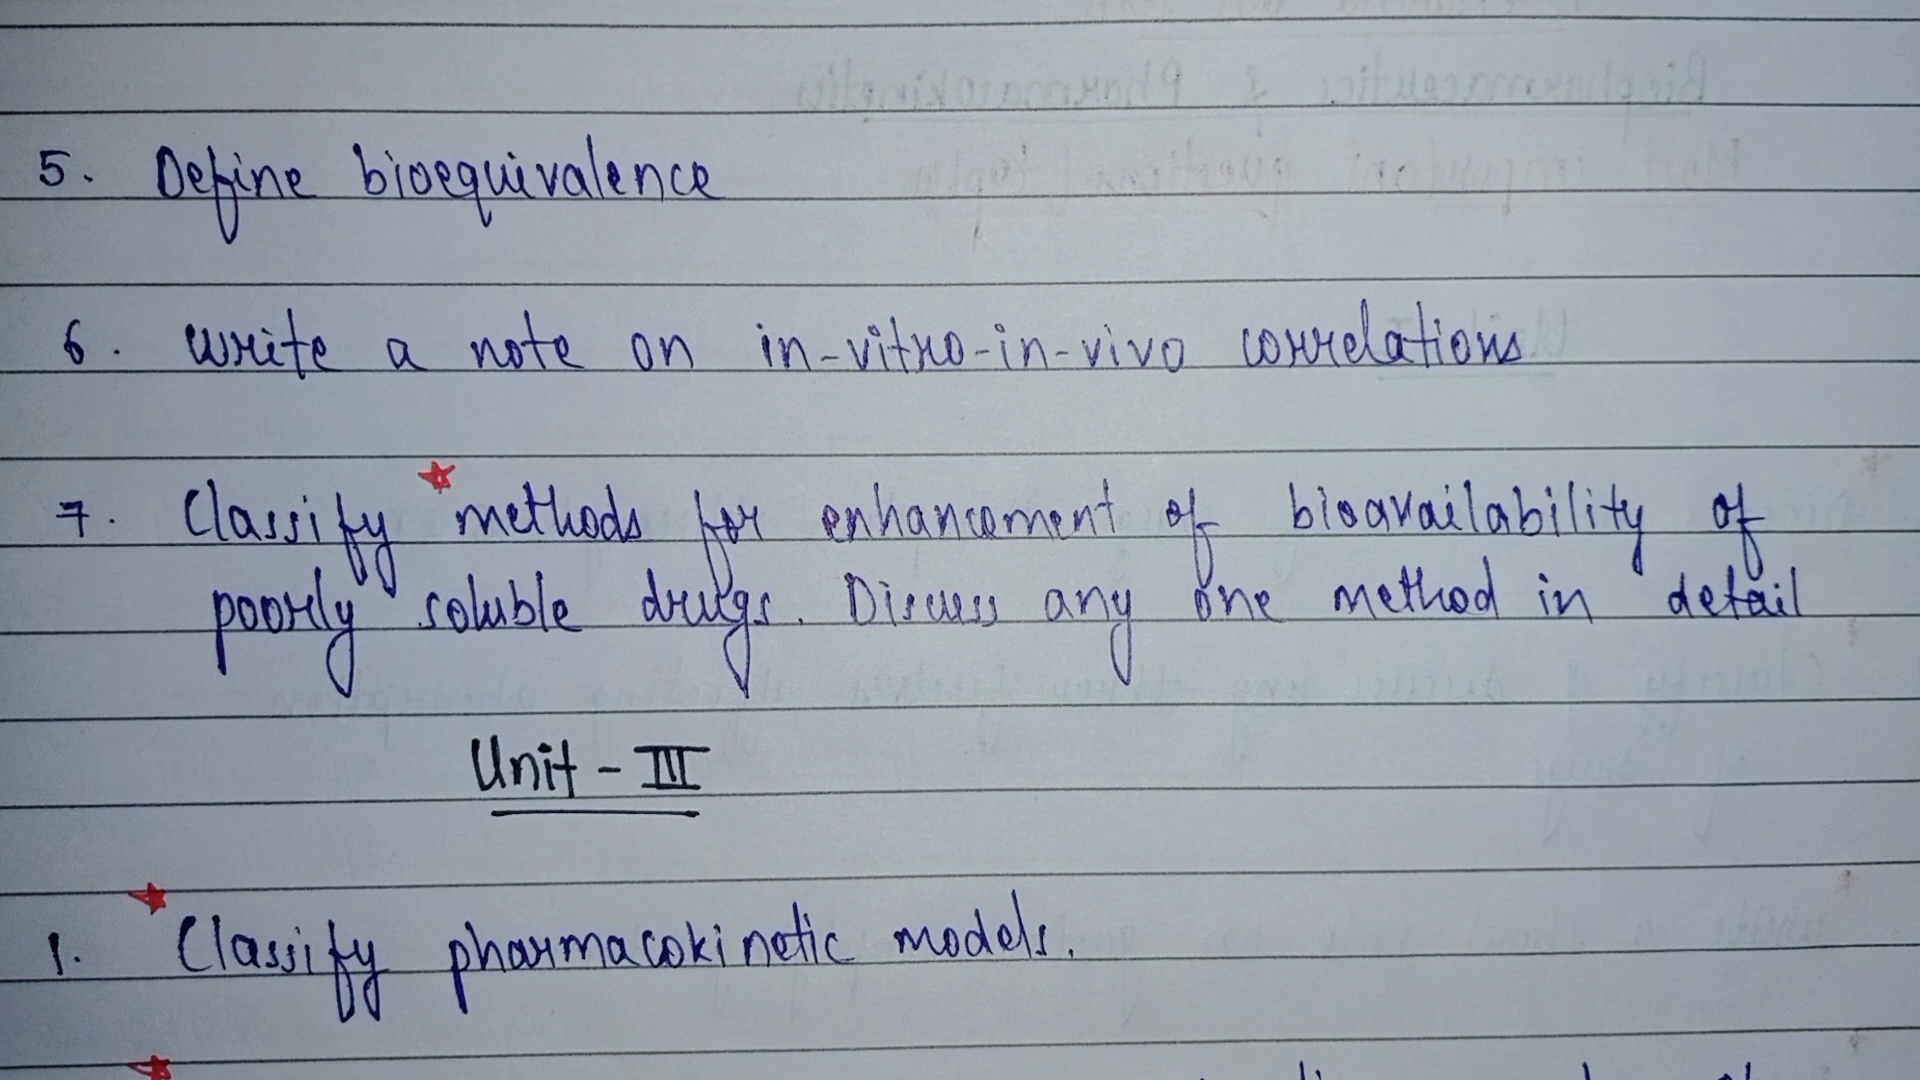 5. Define bioequivalence
6. Write a note on in-vitro-in-vivo correlations
7. Classify methods for enhancement of bioavailability of
poorly soluble drugs. Discuss any one method in detail
Unit - III
1. Classify pharmacokinetic models.